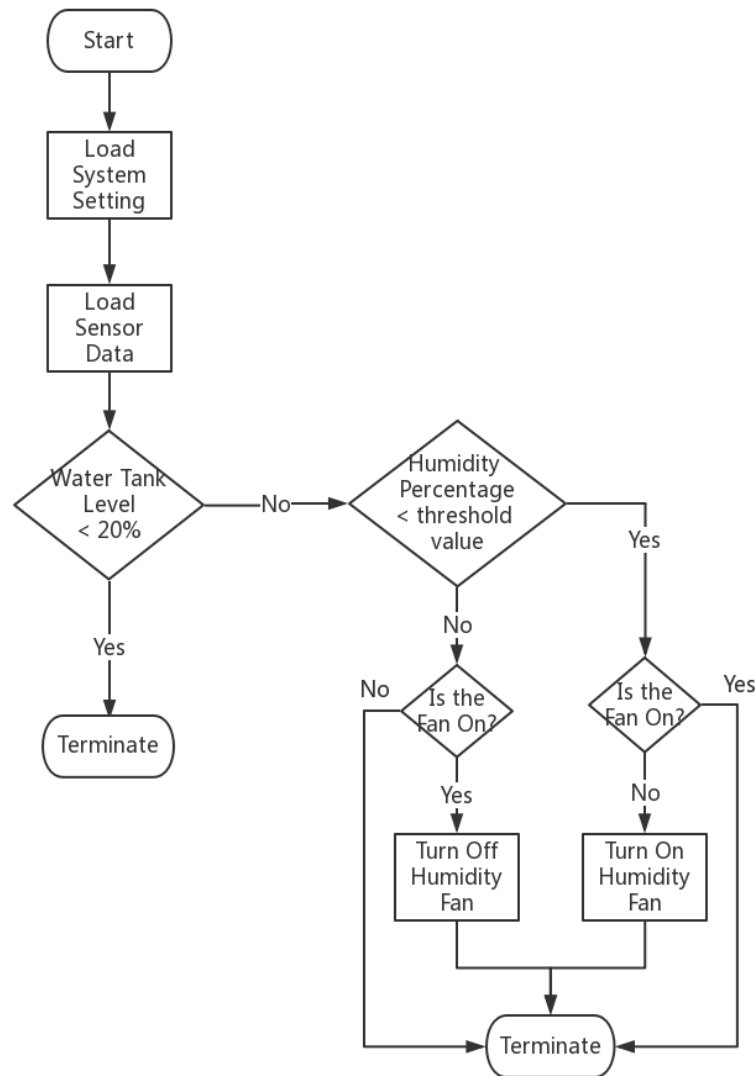 Start
Load
System
Setting
Load
Sensor
Data
Water Tank
Level
< 20%
No
Humidity
Percentage
< threshold
value
Yes
Yes
No
Terminate
No
Is the
Fan On?
Is the
Fan On?
Yes
Yes
No
Turn Off
Humidity
Fan
Turn On
Humidity
Fan
Terminate